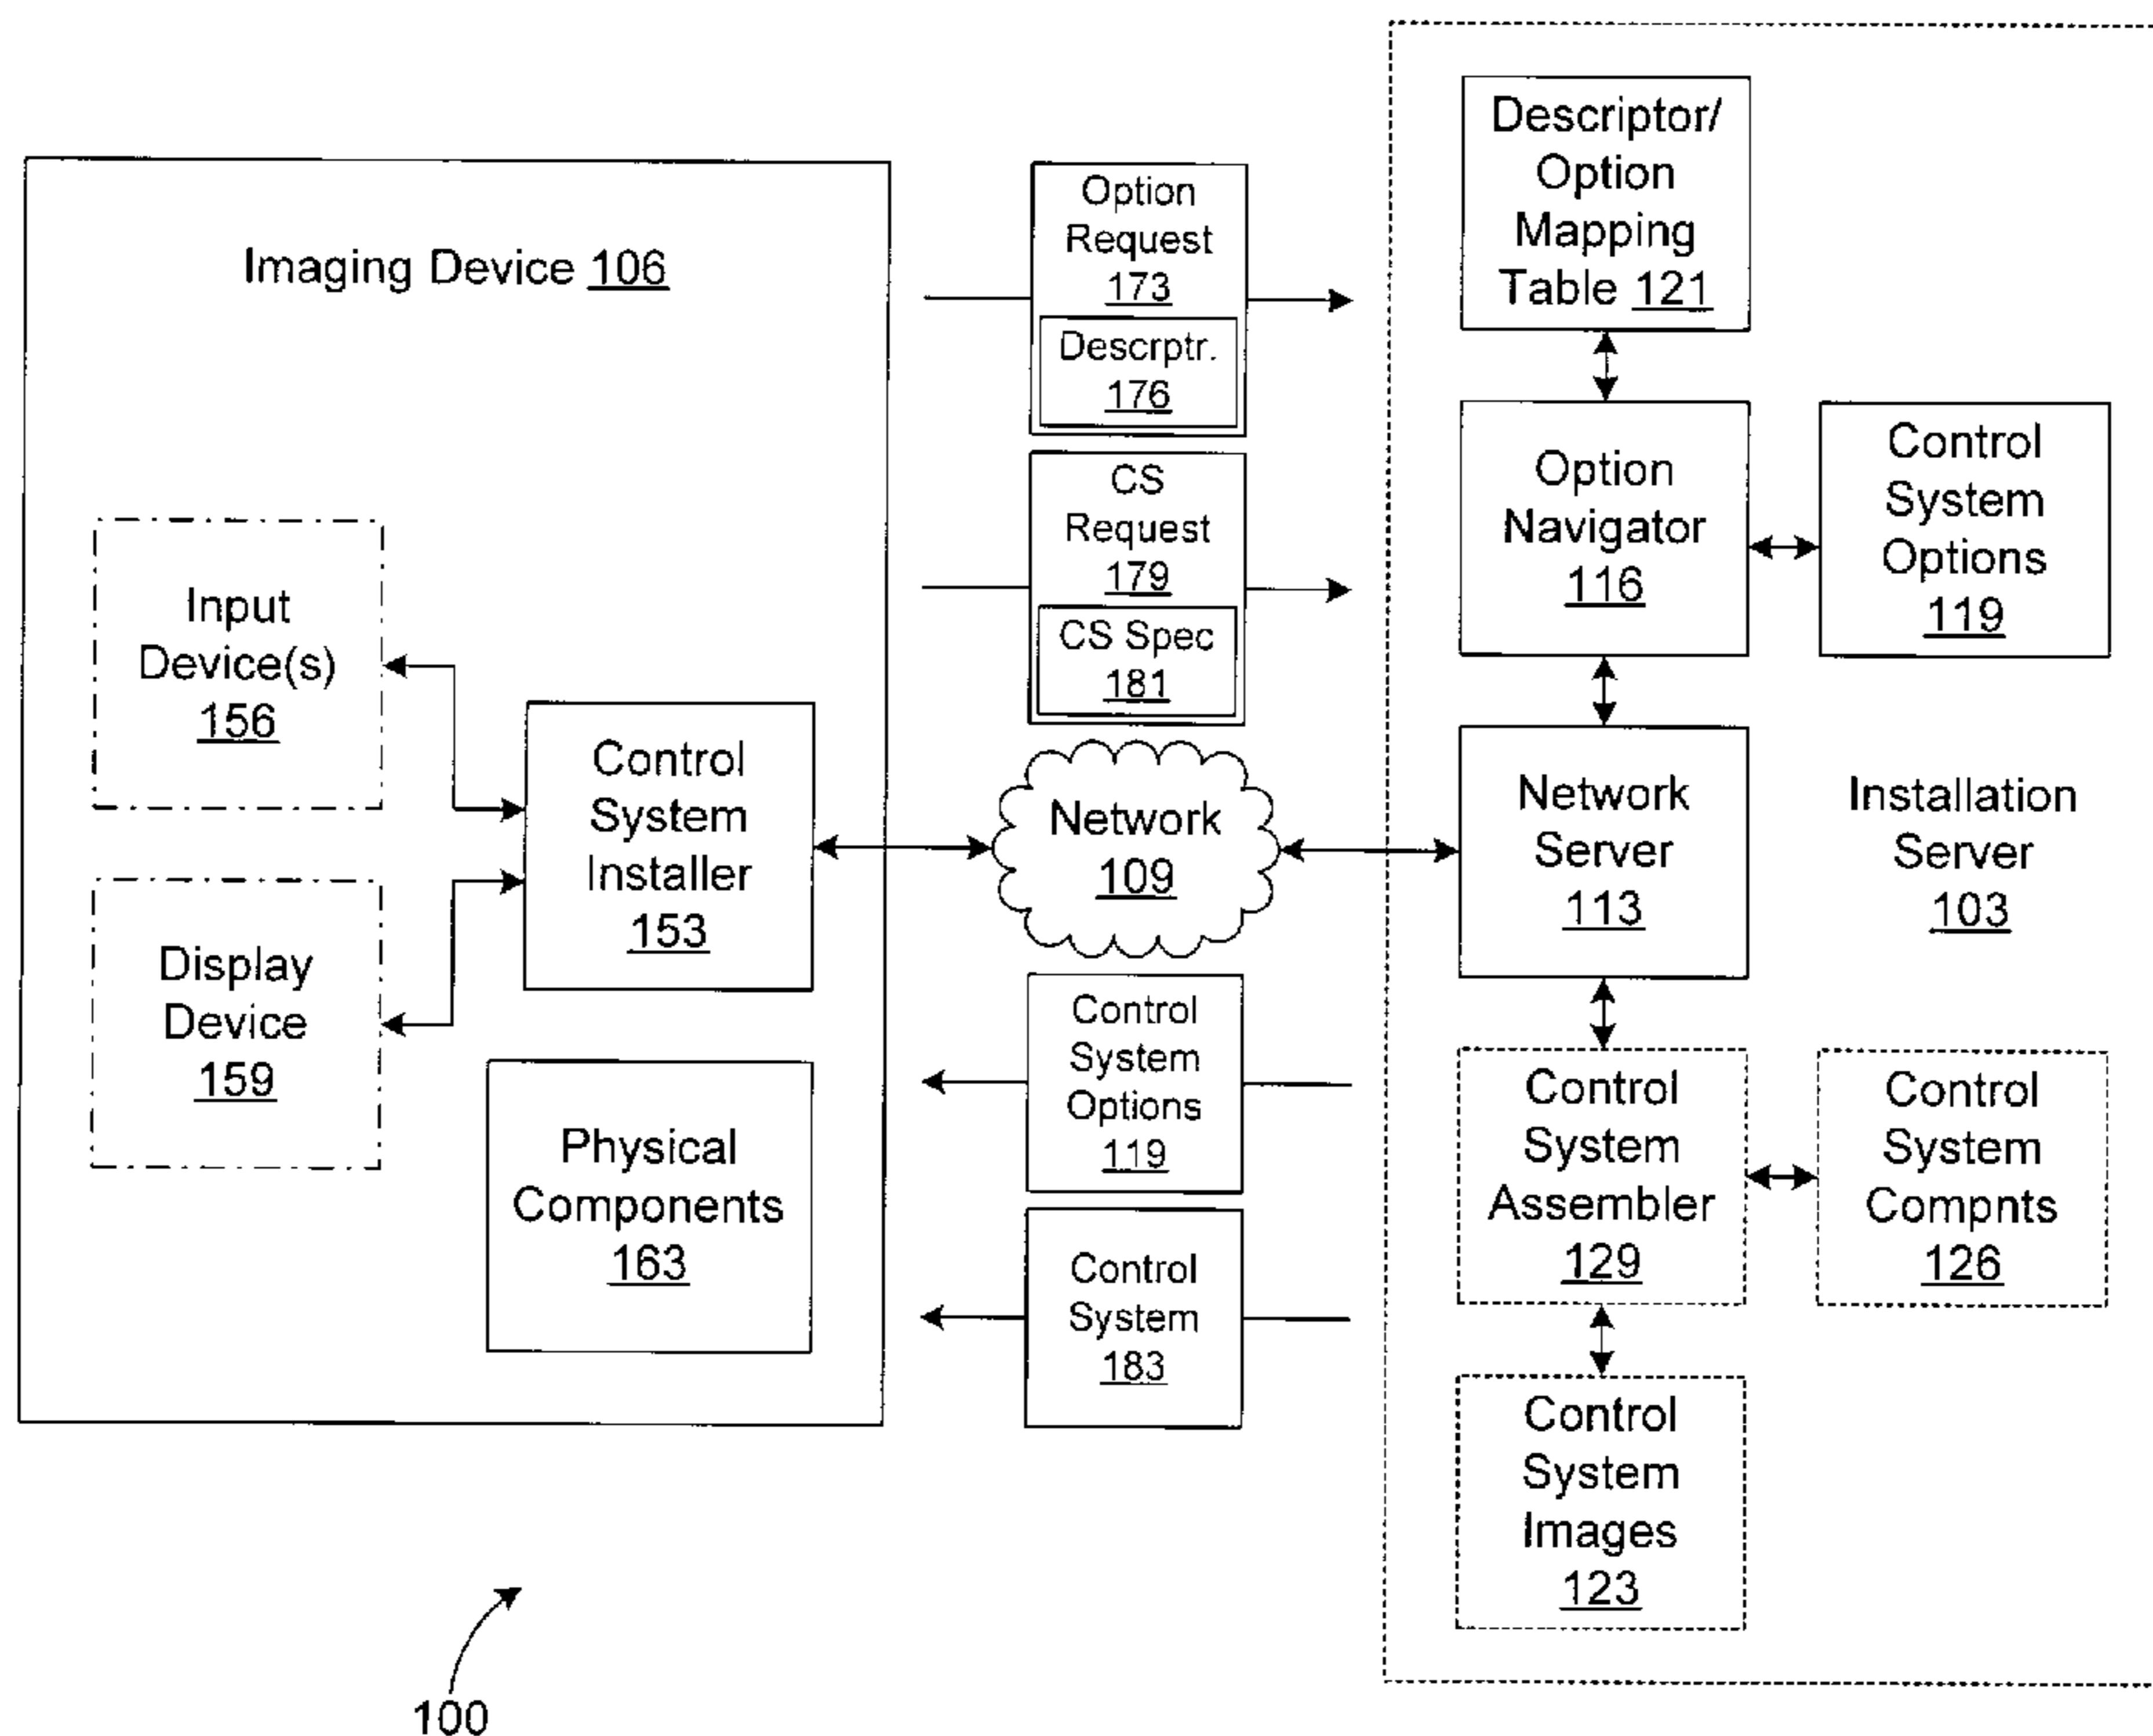 Imaging Device 106
Input
Device(s)
156
Display
Device
159
Control
System
Installer
153
Physical
Components
163
Option
Request
173
Descrptr.
176
CS
Request
179
CS Spec
181
Network
109
Control
System
Options
119
Control
System
183
Descriptor/
Option
Mapping
Table 121
Option
Navigator
116
Control
System
Options
119
Network
Server
113
Installation
Server
103
Control
System
Assembler
129
Control
System
Compnts
126
Control
System
Images
123
100